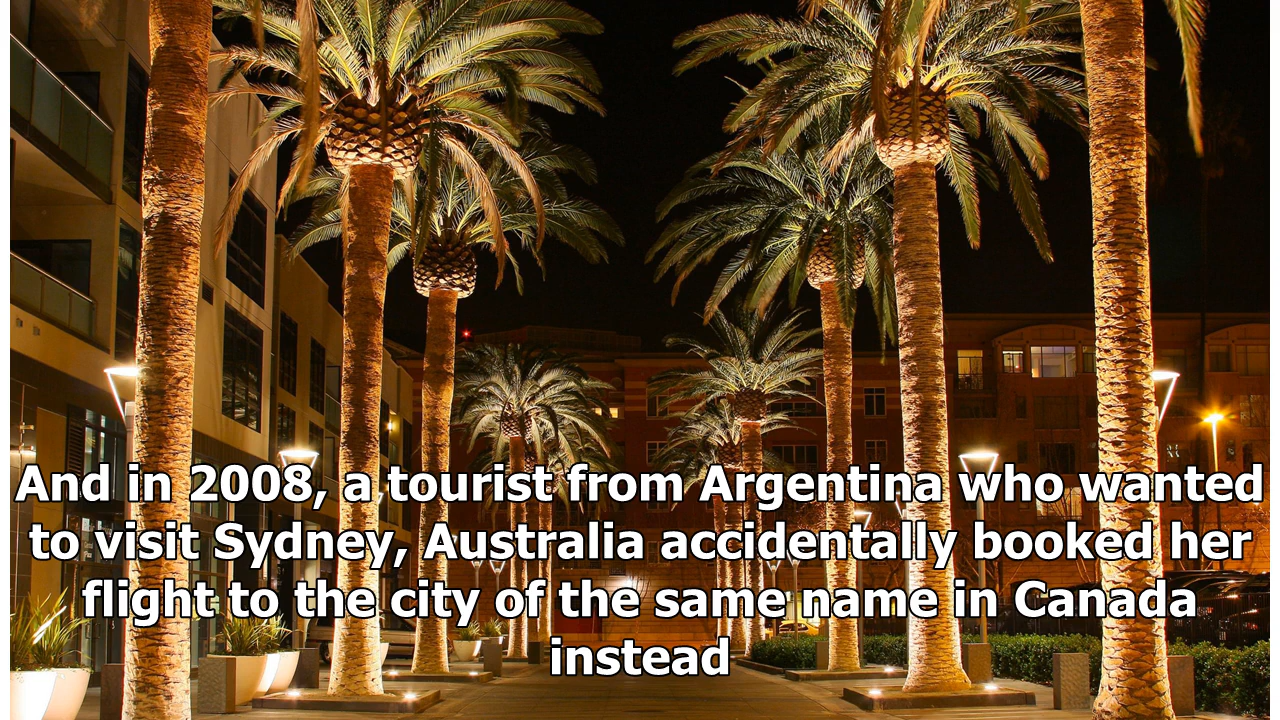 And in 2008, a tourist from Argentina who wanted
to visit Sydney, Australia accidentally booked her
flight to the city of the same name in Canada
instead